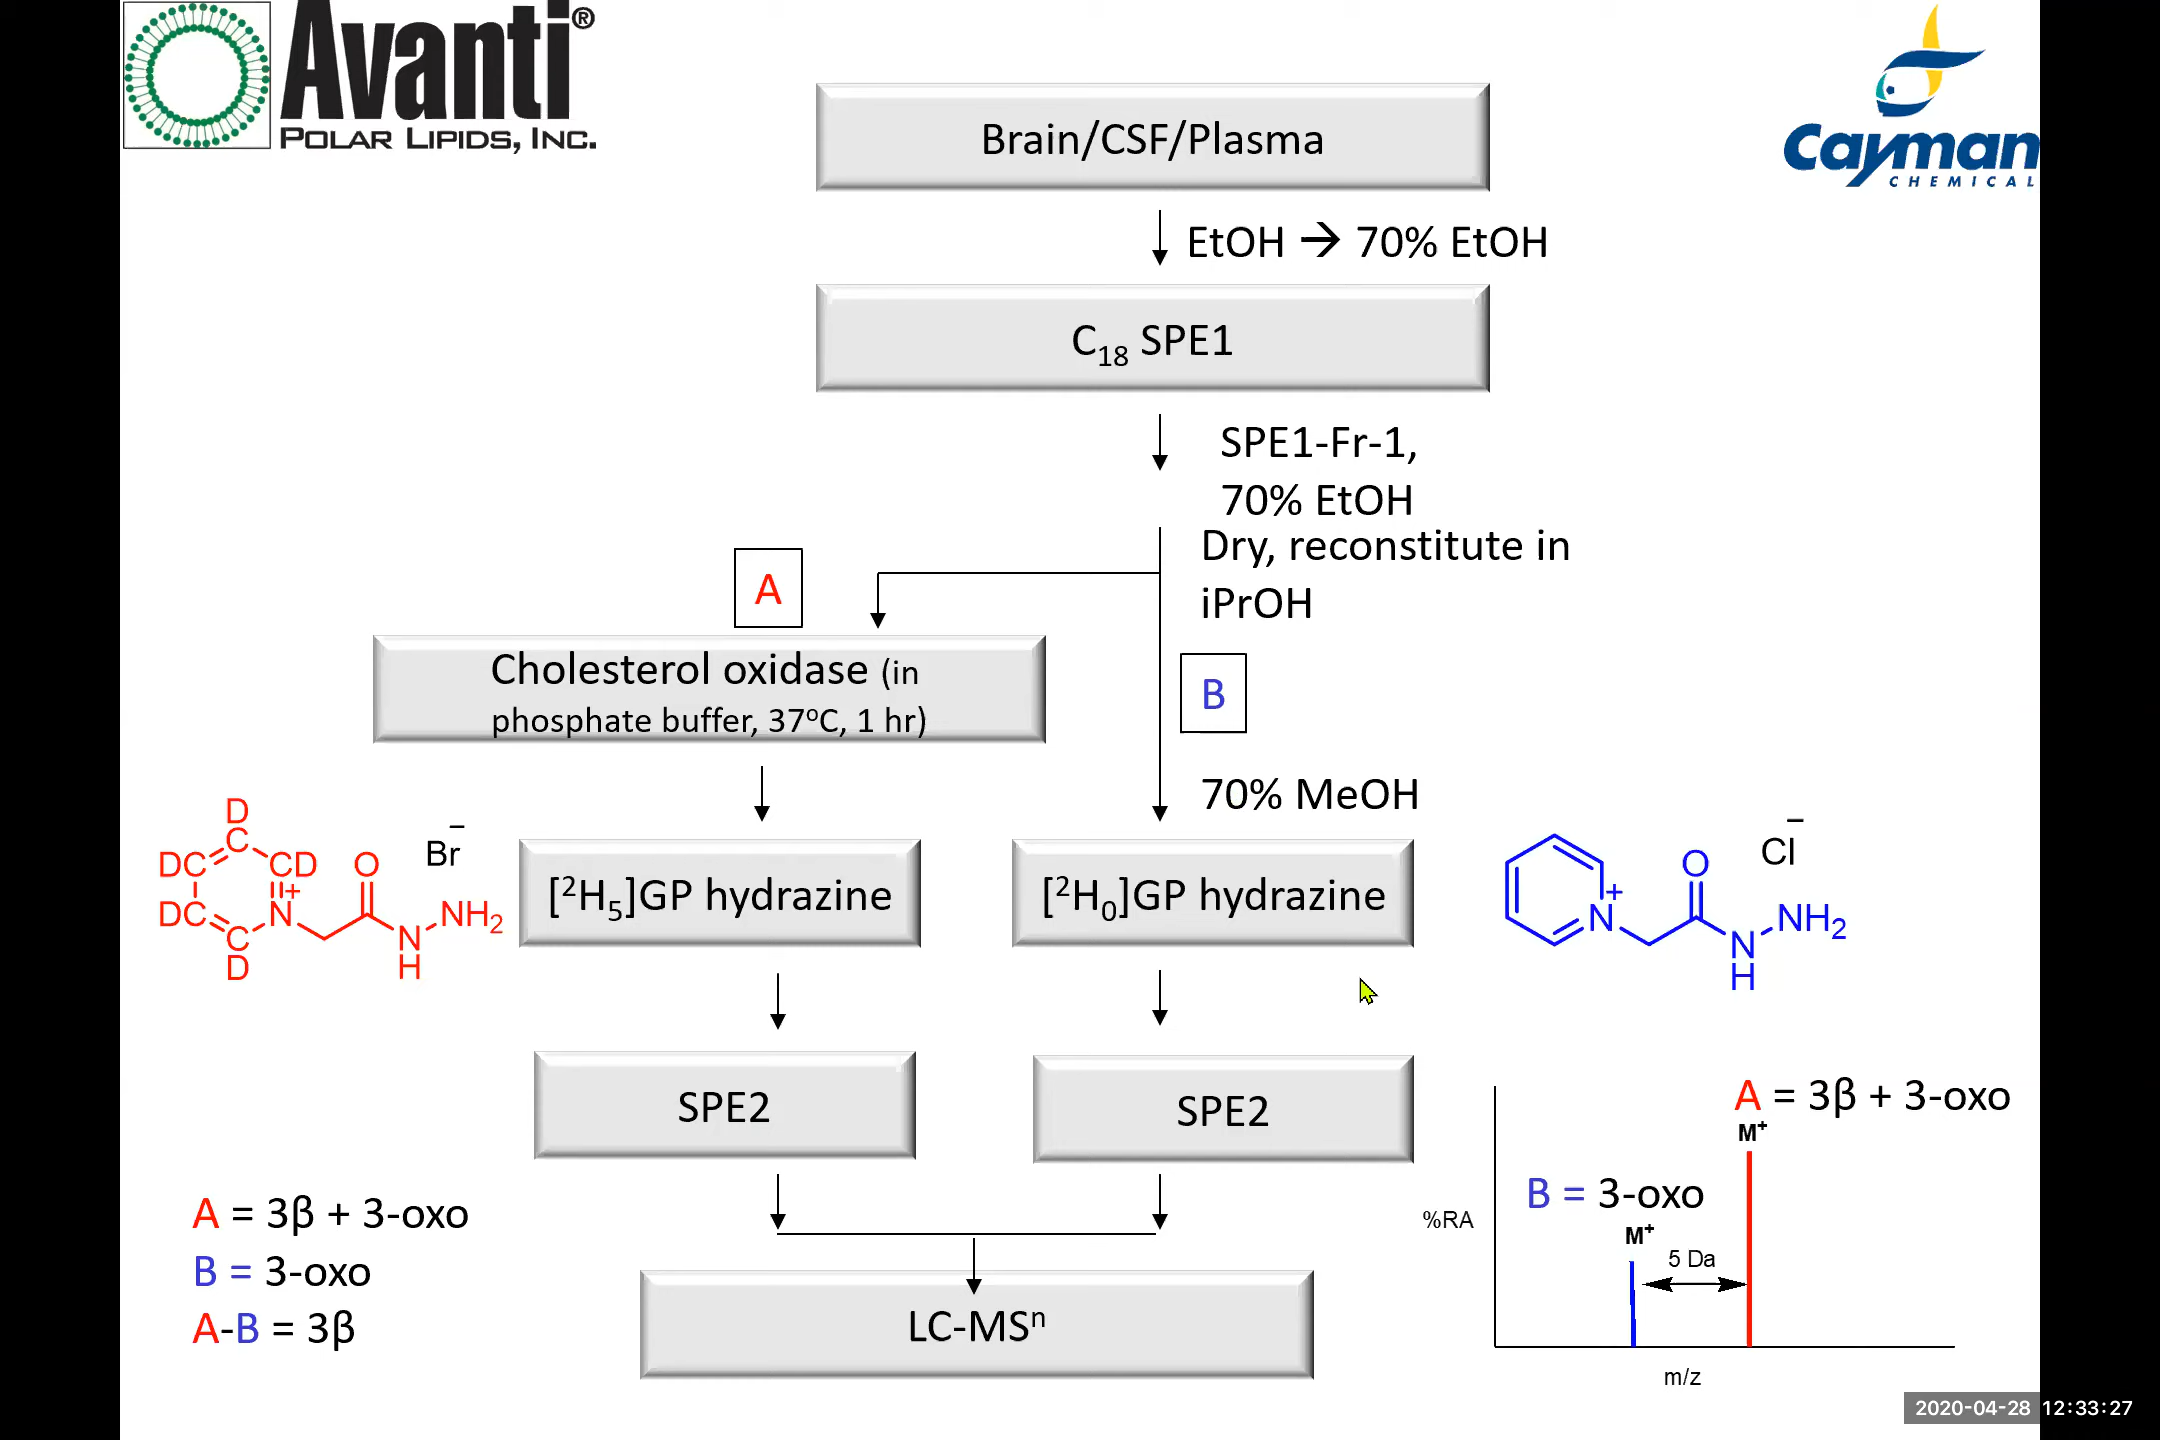 Avanti®
POLAR LIPIDS, INC.
Cayman
CHEMICAL
Brain/CSF/Plasma
EtOH → 70% EtOH
C₁₈ SPE1
SPE1-Fr-1,
70% EtOH
Dry, reconstitute in
iPrOH
A
B
Cholesterol oxidase (in
phosphate buffer, 37°C, 1 hr)
70% MeOH
[²H₅]GP hydrazine
[²H₀]GP hydrazine
D
C
DC
CD
DC
N+
C
D
O
N
H
NH₂
Br⁻
N+
O
N
H
NH₂
Cl⁻
SPE2
SPE2
A = 3β + 3-oxo
B = 3-oxo
A-B = 3β
LC-MSⁿ
A = 3β + 3-oxo
M⁺
B = 3-oxo
M⁺
5 Da
%RA
m/z
2020-04-28 12:33:27